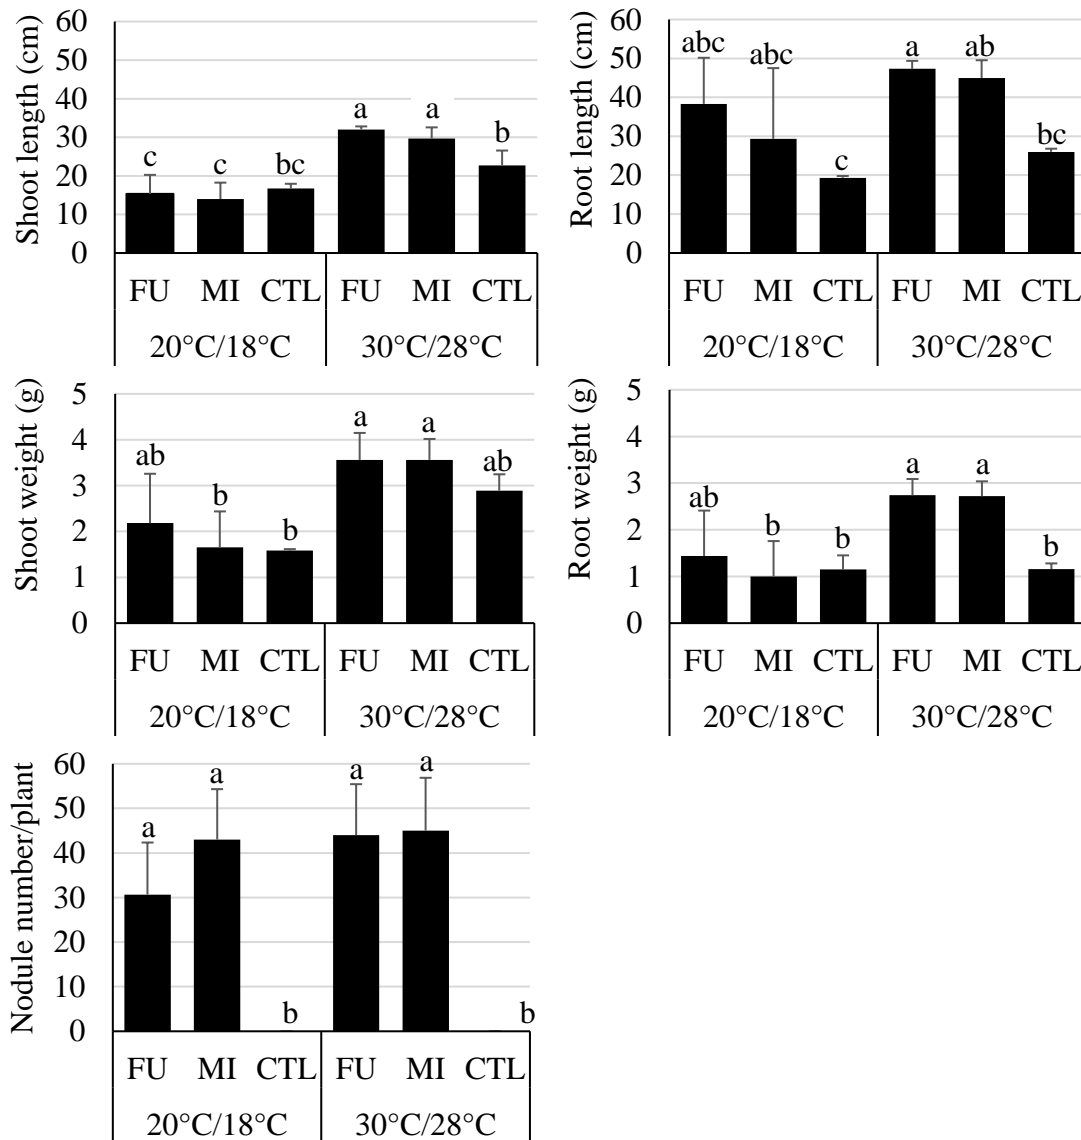 Shoot length (cm)
60
50
40
30
20
10
0
c c bc a a b
FU MI CTL FU MI CTL
20°C/18°C 30°C/28°C
Root length (cm)
60
50
40
30
20
10
0
abc abc c a ab bc
FU MI CTL FU MI CTL
20°C/18°C 30°C/28°C
Shoot weight (g)
5
4
3
2
1
0
ab b b a a ab
FU MI CTL FU MI CTL
20°C/18°C 30°C/28°C
Root weight (g)
5
4
3
2
1
0
ab b b a a b
FU MI CTL FU MI CTL
20°C/18°C 30°C/28°C
Nodule number/plant
60
50
40
30
20
10
0
a a b a a b
FU MI CTL FU MI CTL
20°C/18°C 30°C/28°C